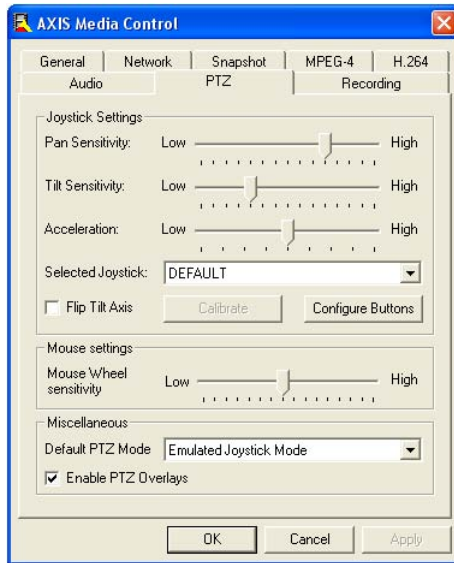 AXIS Media Control
General Network Snapshot MPEG-4 H.264
Audio PTZ Recording
Joystick Settings
Pan Sensitivity: Low High
Tilt Sensitivity: Low High
Acceleration: Low High
Selected Joystick: DEFAULT
Flip Tilt Axis Calibrate Configure Buttons
Mouse settings
Mouse Wheel
sensitivity Low High
Miscellaneous
Default PTZ Mode Emulated Joystick Mode
Enable PTZ Overlays
OK Cancel Apply